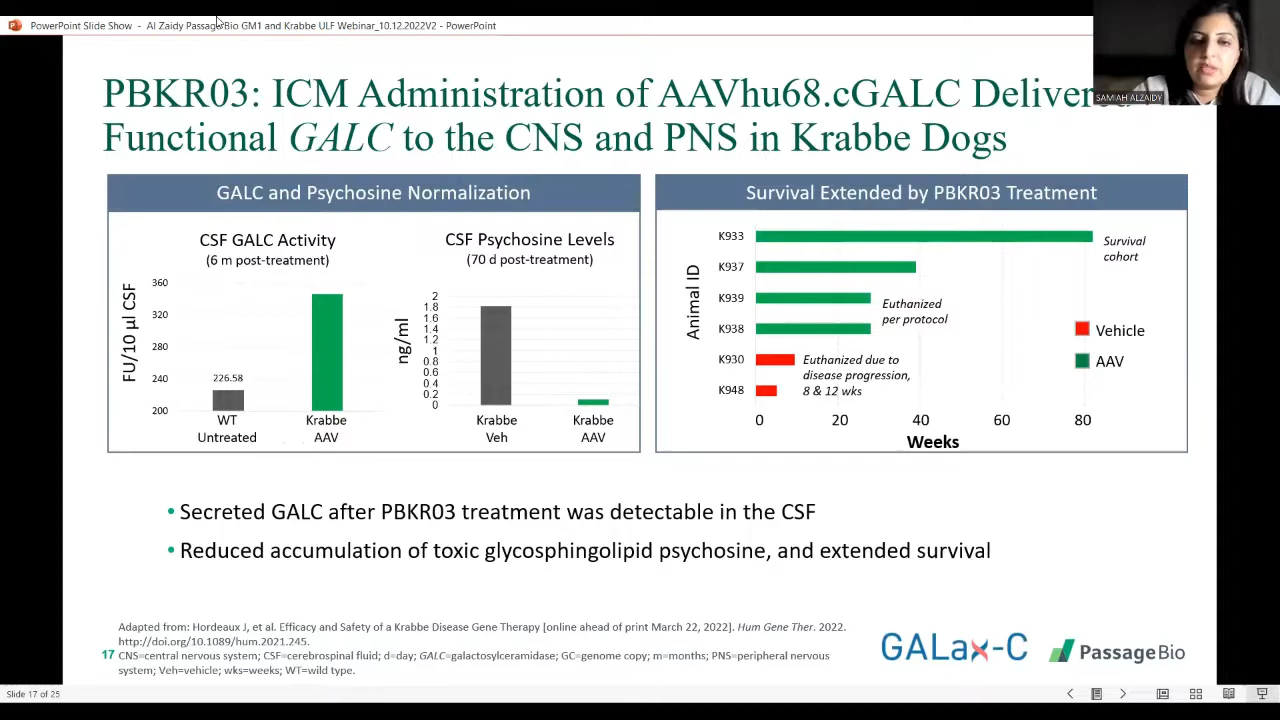 PowerPoint Slide Show - Al Zaidy Passage Bio GM1 and Krabbe ULF Webinar_10.12.2022V2 - PowerPoint
SAMIAH ALZAIDY
PBKR03: ICM Administration of AAVhu68.cGALC Delivered
Functional GALC to the CNS and PNS in Krabbe Dogs
GALC and Psychosine Normalization
CSF GALC Activity
(6 m post-treatment)
FU/10 µl CSF
360
320
280
240
200
226.58
WT
Untreated
Krabbe
AAV
CSF Psychosine Levels
(70 d post-treatment)
ng/ml
2
1.8
1.6
1.4
1.2
1
0.8
0.6
0.4
0.2
0
Krabbe
Veh
Krabbe
AAV
Survival Extended by PBKR03 Treatment
Animal ID
K933
K937
K939
K938
K930
K948
Survival
cohort
Euthanized
per protocol
Euthanized due to
disease progression,
8 & 12 wks
Vehicle
AAV
0 20 40 60 80
Weeks
• Secreted GALC after PBKR03 treatment was detectable in the CSF
• Reduced accumulation of toxic glycosphingolipid psychosine, and extended survival
Adapted from: Hordeaux J, et al. Efficacy and Safety of a Krabbe Disease Gene Therapy [online ahead of print March 22, 2022]. Hum Gene Ther. 2022.
http://doi.org/10.1089/hum.2021.245.
17 CNS=central nervous system; CSF=cerebrospinal fluid; d=day; GALC=galactosylceramidase; GC=genome copy; m=months; PNS=peripheral nervous
system; Veh=vehicle; wks=weeks; WT=wild type.
GALax-C
PassageBio
Slide 17 of 25